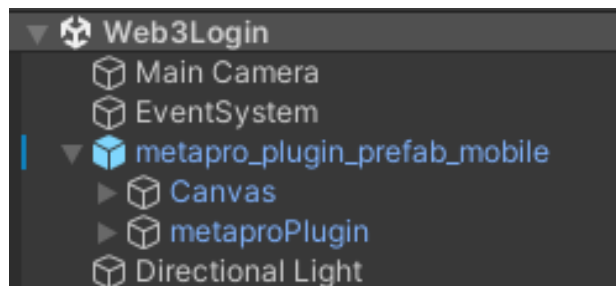 Web3Login
Main Camera
EventSystem
metapro_plugin_prefab_mobile
Canvas
metaproPlugin
Directional Light